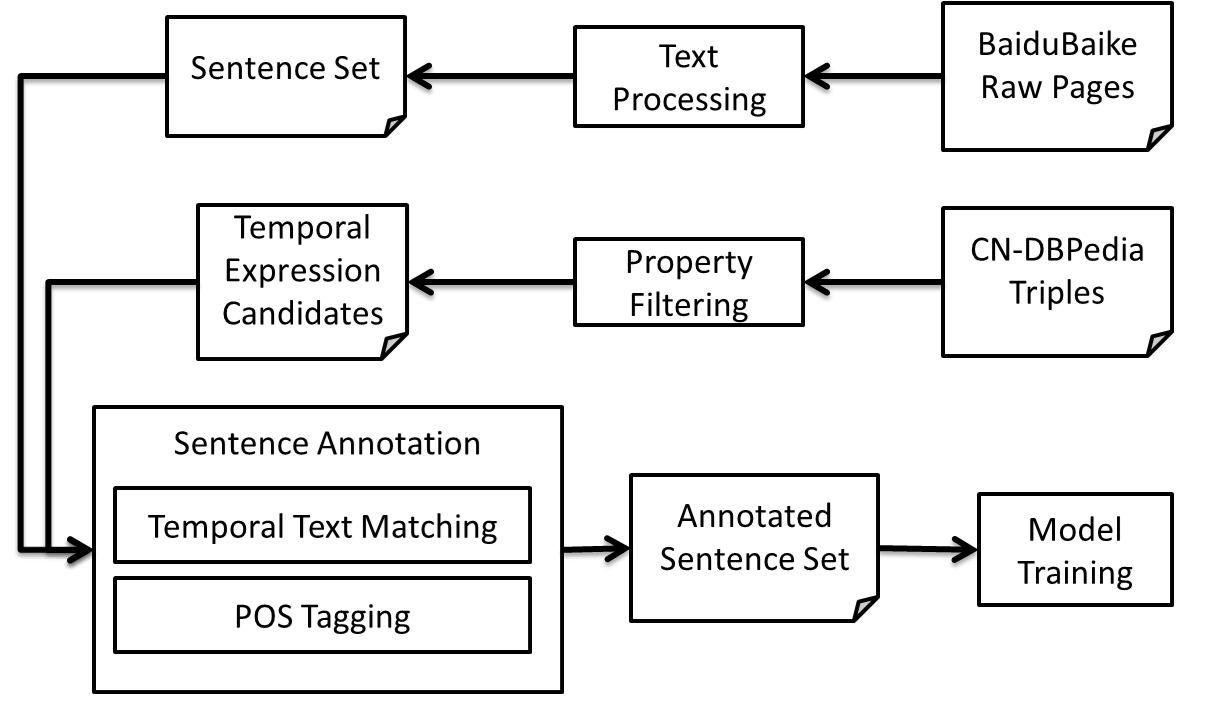 Sentence Set
Text
Processing
BaiduBaike
Raw Pages
Temporal
Expression
Candidates
Property
Filtering
CN-DBPedia
Triples
Sentence Annotation
Temporal Text Matching
POS Tagging
Annotated
Sentence Set
Model
Training